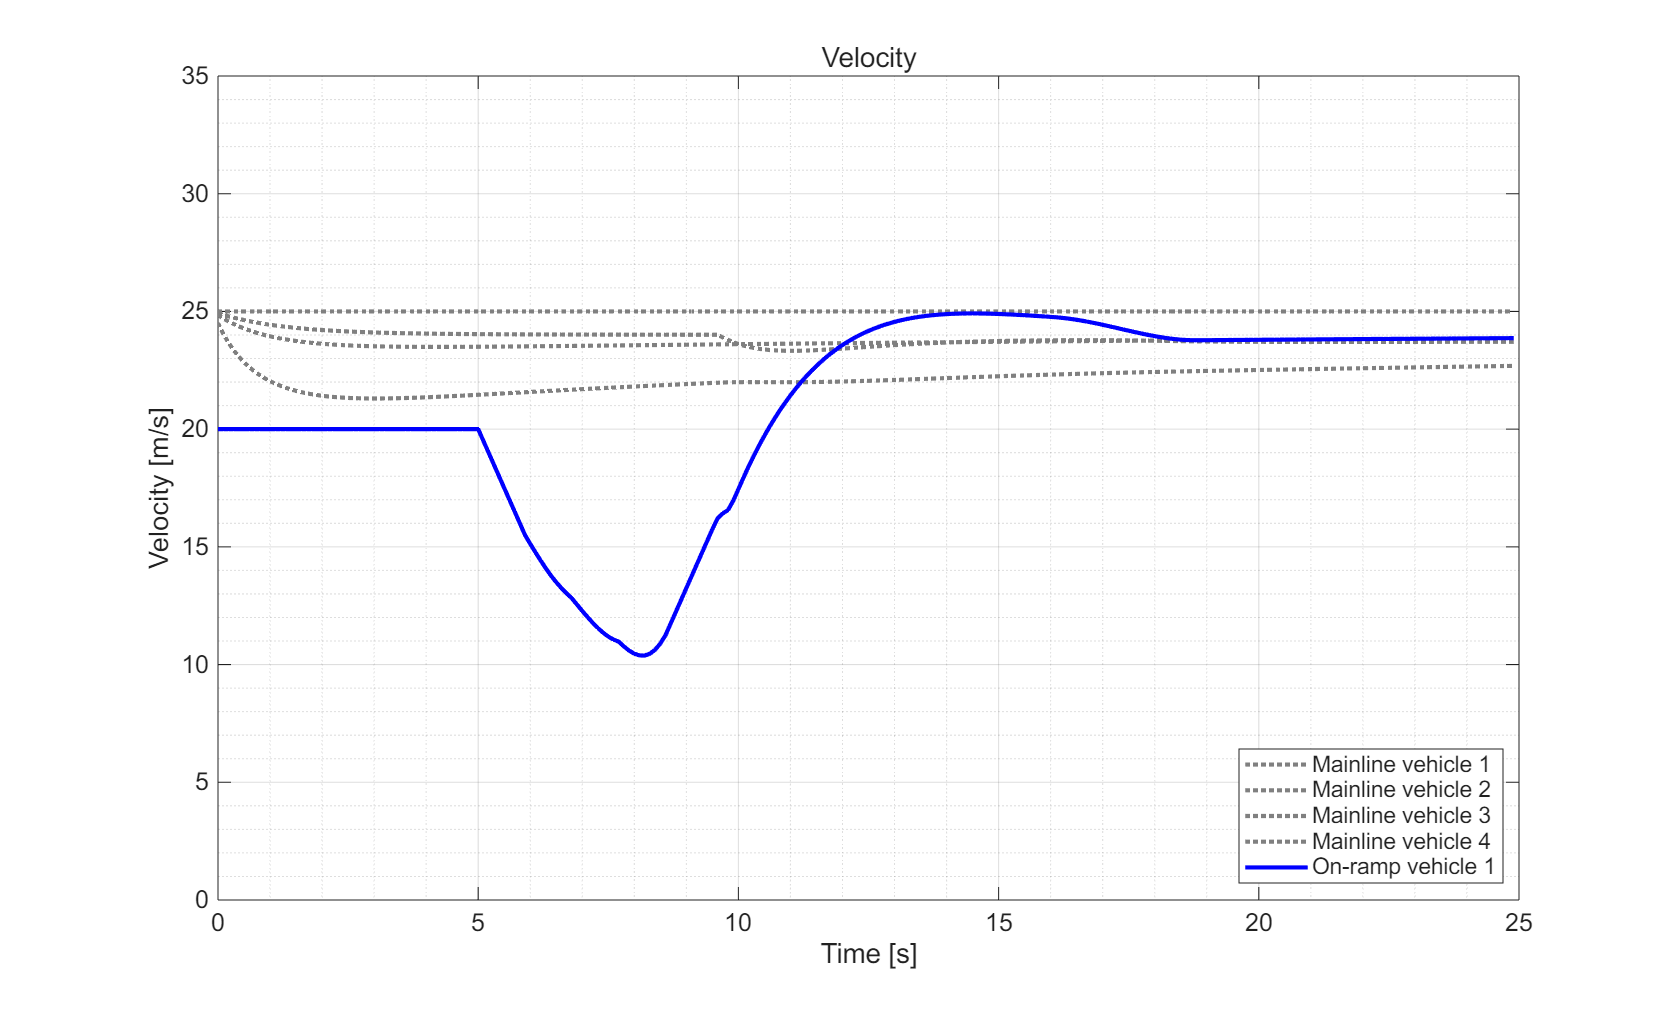 Velocity
35
30
25
20
15
10
5
0
Velocity [m/s]
0 5 10 15 20 25
Time [s]
Mainline vehicle 1
Mainline vehicle 2
Mainline vehicle 3
Mainline vehicle 4
On-ramp vehicle 1